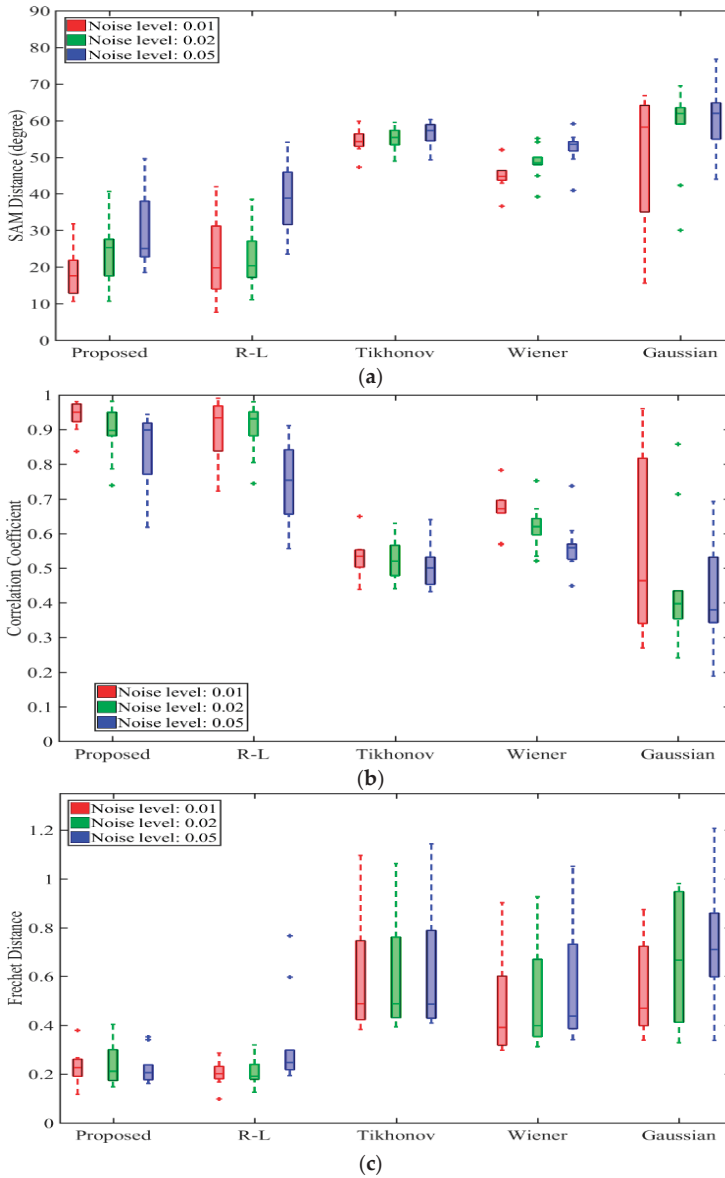 90
80
70
60
50
40
30
20
10
0
SAM Distance (degree)
Noise level: 0.01
Noise level: 0.02
Noise level: 0.05
Proposed R-L Tikhonov Wiener Gaussian
(a)
1
0.9
0.8
0.7
0.6
0.5
0.4
0.3
0.2
0.1
0
Correlation Coefficient
Noise level: 0.01
Noise level: 0.02
Noise level: 0.05
Proposed R-L Tikhonov Wiener Gaussian
(b)
1.2
1
0.8
0.6
0.4
0.2
0
Frechet Distance
Noise level: 0.01
Noise level: 0.02
Noise level: 0.05
Proposed R-L Tikhonov Wiener Gaussian
(c)